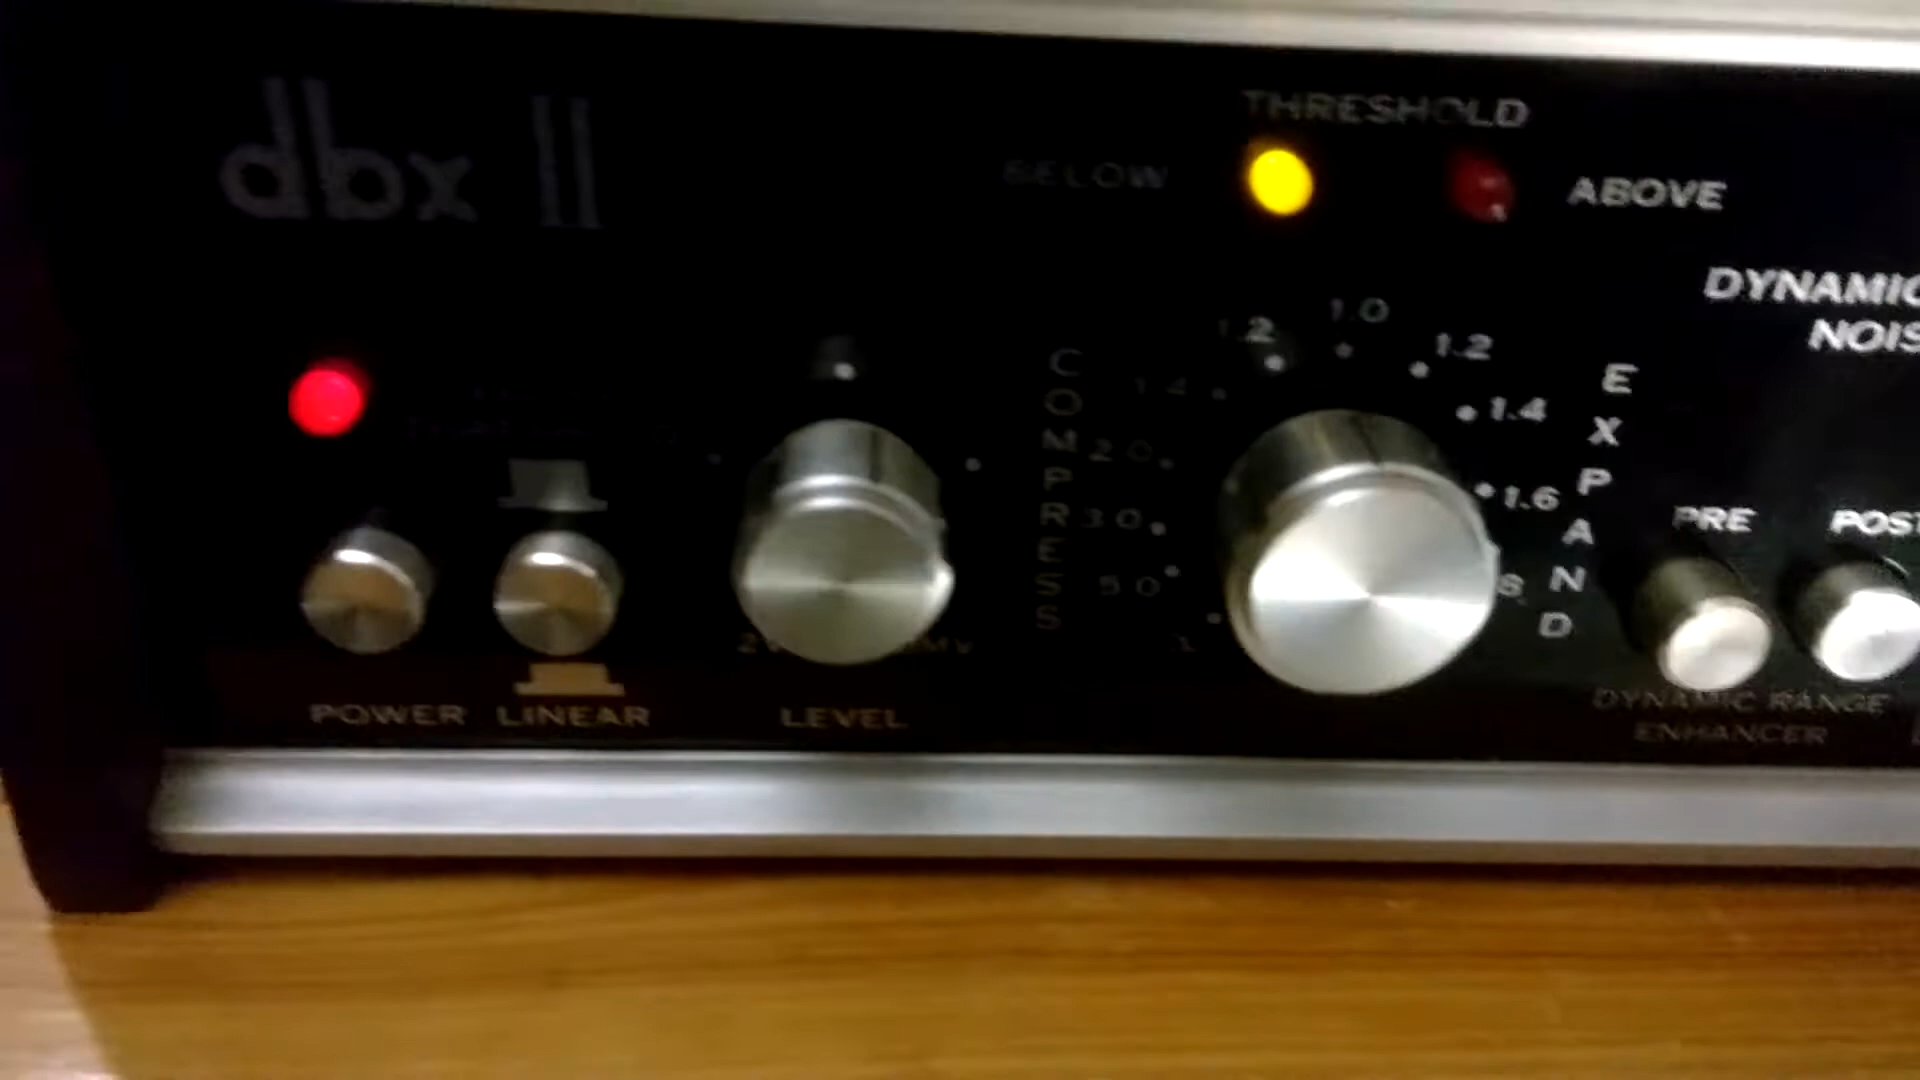 dbx II
THRESHOLD
BELOW
ABOVE
DYNAMIC
NOIS
COMPRESS
1.2
1.0
1.2
1.4
1.4
2.0
1.6
3.0
5.0
EXPAND
PRE
POST
POWER
LINEAR
LEVEL
DYNAMIC RANGE
ENHANCER